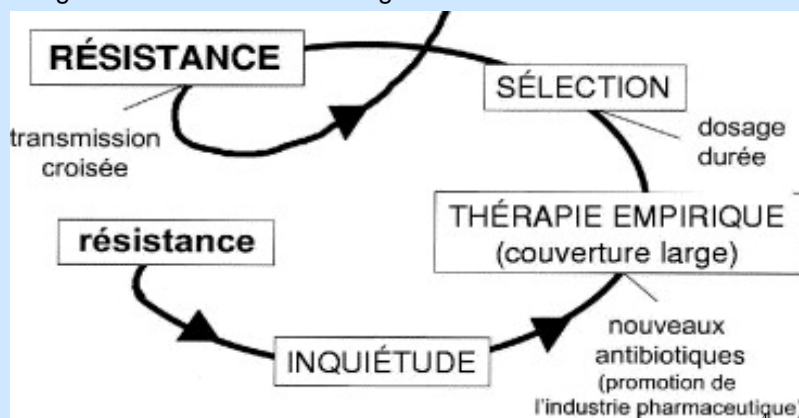 RÉSISTANCE
SÉLECTION
transmission
croisée
dosage
durée
THÉRAPIE EMPIRIQUE
(couverture large)
résistance
INQUIÉTUDE
nouveaux
antibiotiques
(promotion de
l'industrie pharmaceutique)